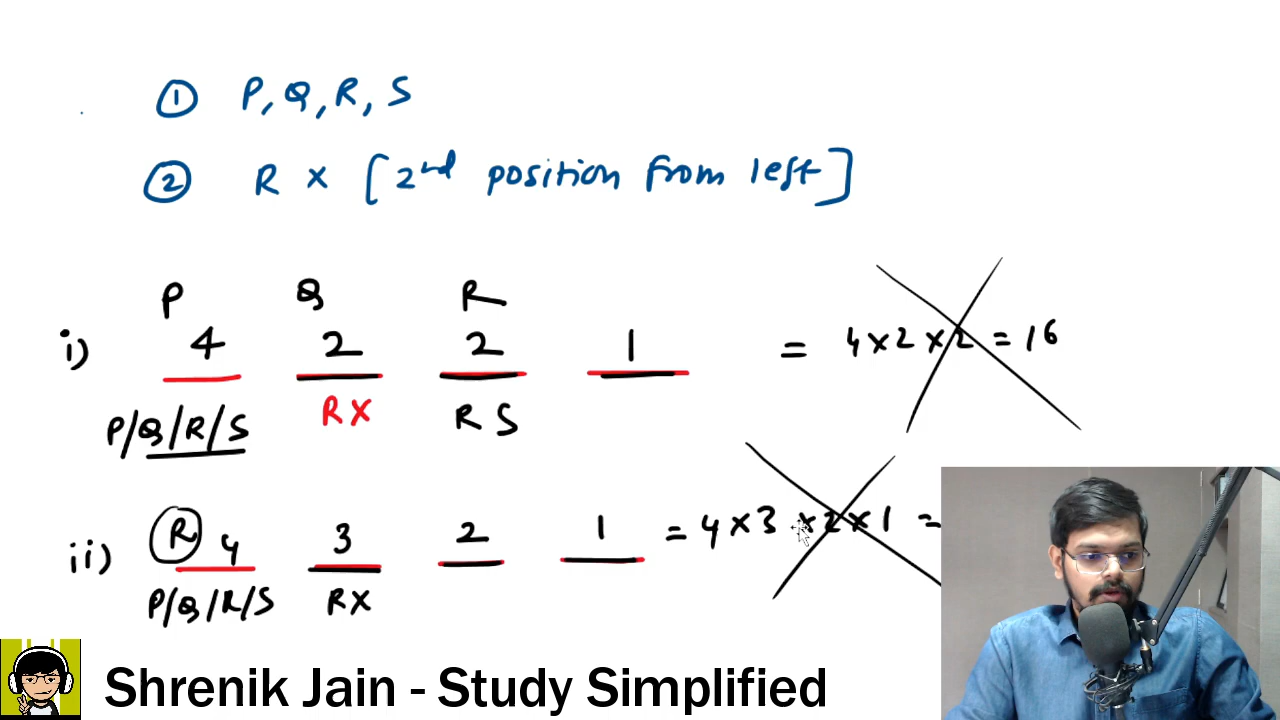 ① P, Q, R, S
② R × [2nd position from left]
P Q R
i) 4 2 2 1 = 4×2×2 = 16
P/Q/R/S RX R S
ii) R 4 3 2 1 = 4×3×2×1 =
P/Q/R/S RX
Shrenik Jain - Study Simplified